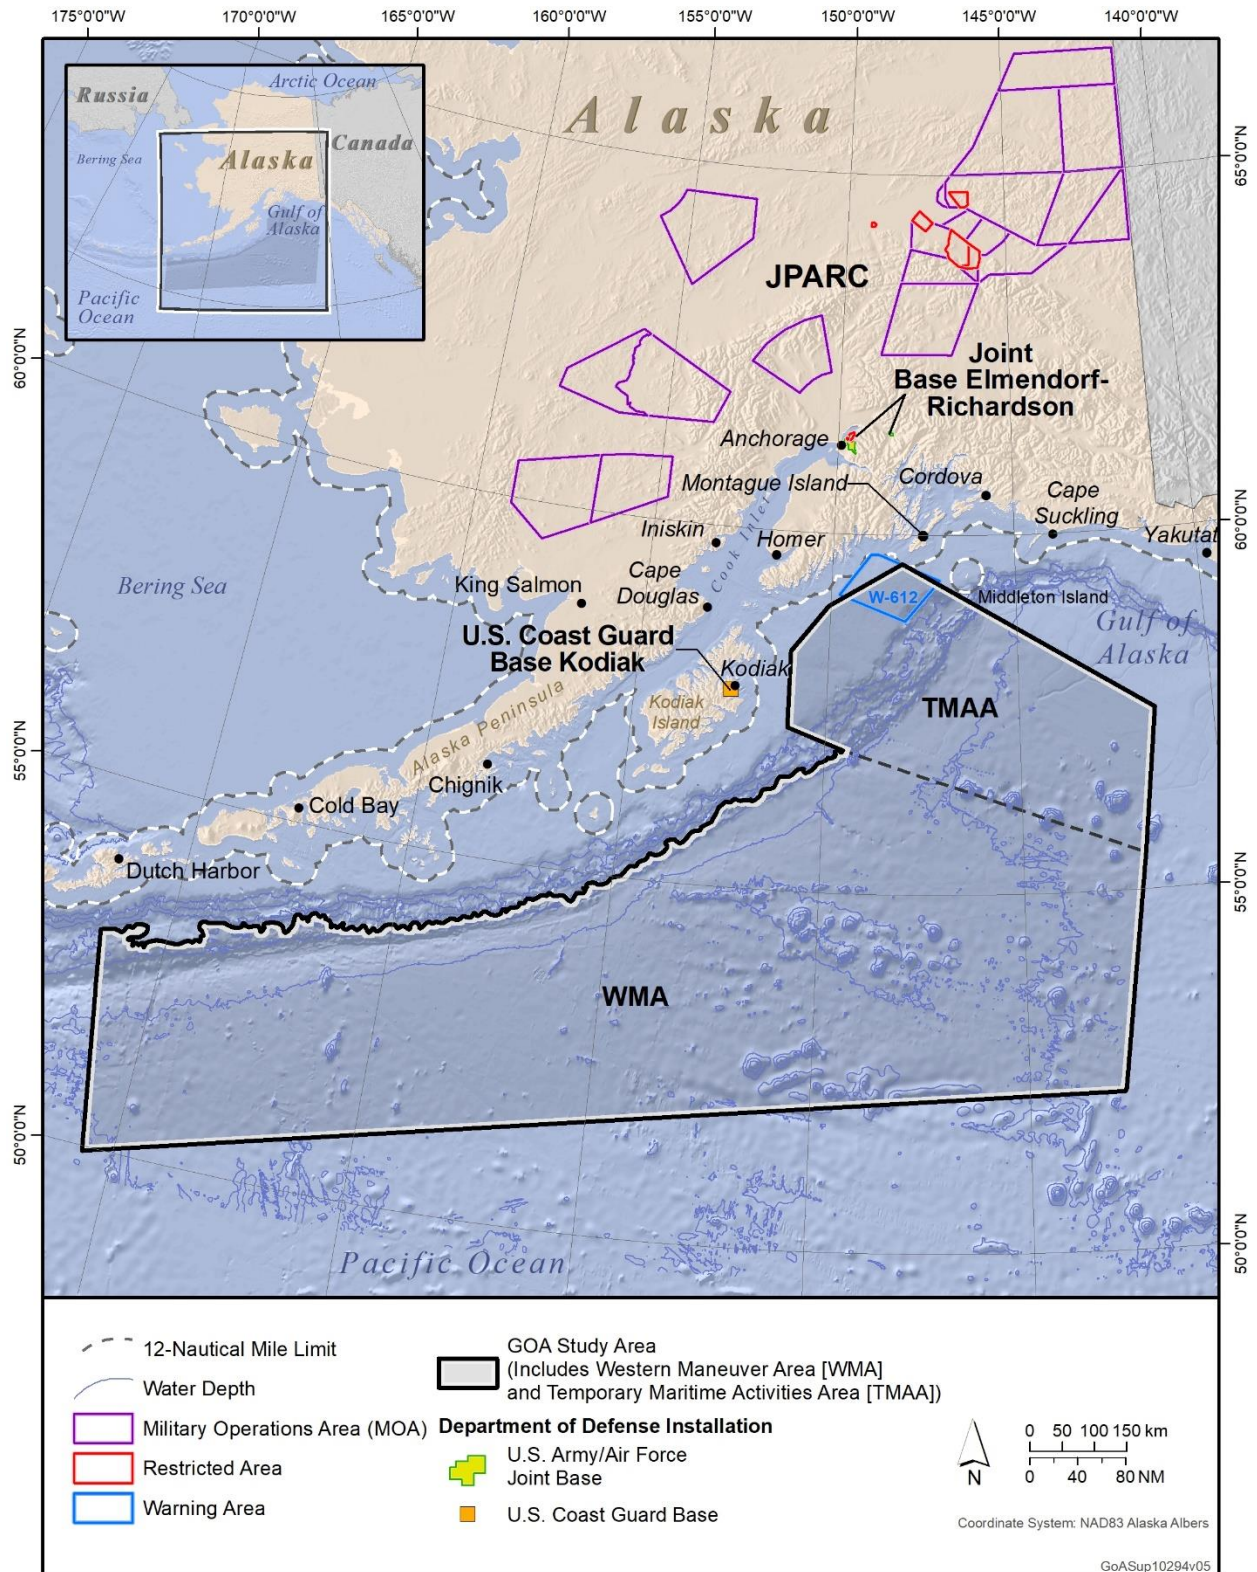 175°0'0"W
170°0'0"W
165°0'0"W
160°0'0"W
155°0'0"W
150°0'0"W
145°0'0"W
140°0'0"W
Russia
Arctic Ocean
Canada
Bering Sea
Alaska
Gulf of
Alaska
Pacific
Ocean
Alaska
65°0'0"N
JPARC
60°0'0"N
Joint
Base Elmendorf-
Richardson
Anchorage
Montague Island
Cordova
Cape
Suckling
60°0'0"N
Yakutat
Iniskin
Cook Inlet
Homer
Bering Sea
King Salmon
Cape
Douglas
W-612
Middleton Island
Gulf of
Alaska
U.S. Coast Guard
Base Kodiak
Kodiak
Kodiak
Island
TMAA
Alaska Peninsula
55°0'0"N
Chignik
Cold Bay
Dutch Harbor
55°0'0"N
WMA
50°0'0"N
50°0'0"N
Pacific Ocean
12-Nautical Mile Limit
Water Depth
Military Operations Area (MOA)
Restricted Area
Warning Area
GOA Study Area
(Includes Western Maneuver Area [WMA]
and Temporary Maritime Activities Area [TMAA])
Department of Defense Installation
U.S. Army/Air Force
Joint Base
U.S. Coast Guard Base
N
0 50 100 150 km
0 40 80 NM
Coordinate System: NAD83 Alaska Albers
GoASup10294v05